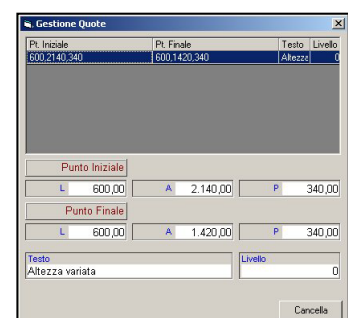 Gestione Quote
Pt. Iniziale Pt. Finale Testo Livello
600,2140,340 600,1420,340 Altezza 0
Punto Iniziale
L 600,00 A 2.140,00 P 340,00
Punto Finale
L 600,00 A 1.420,00 P 340,00
Testo Livello
Altezza variata 0
Cancella